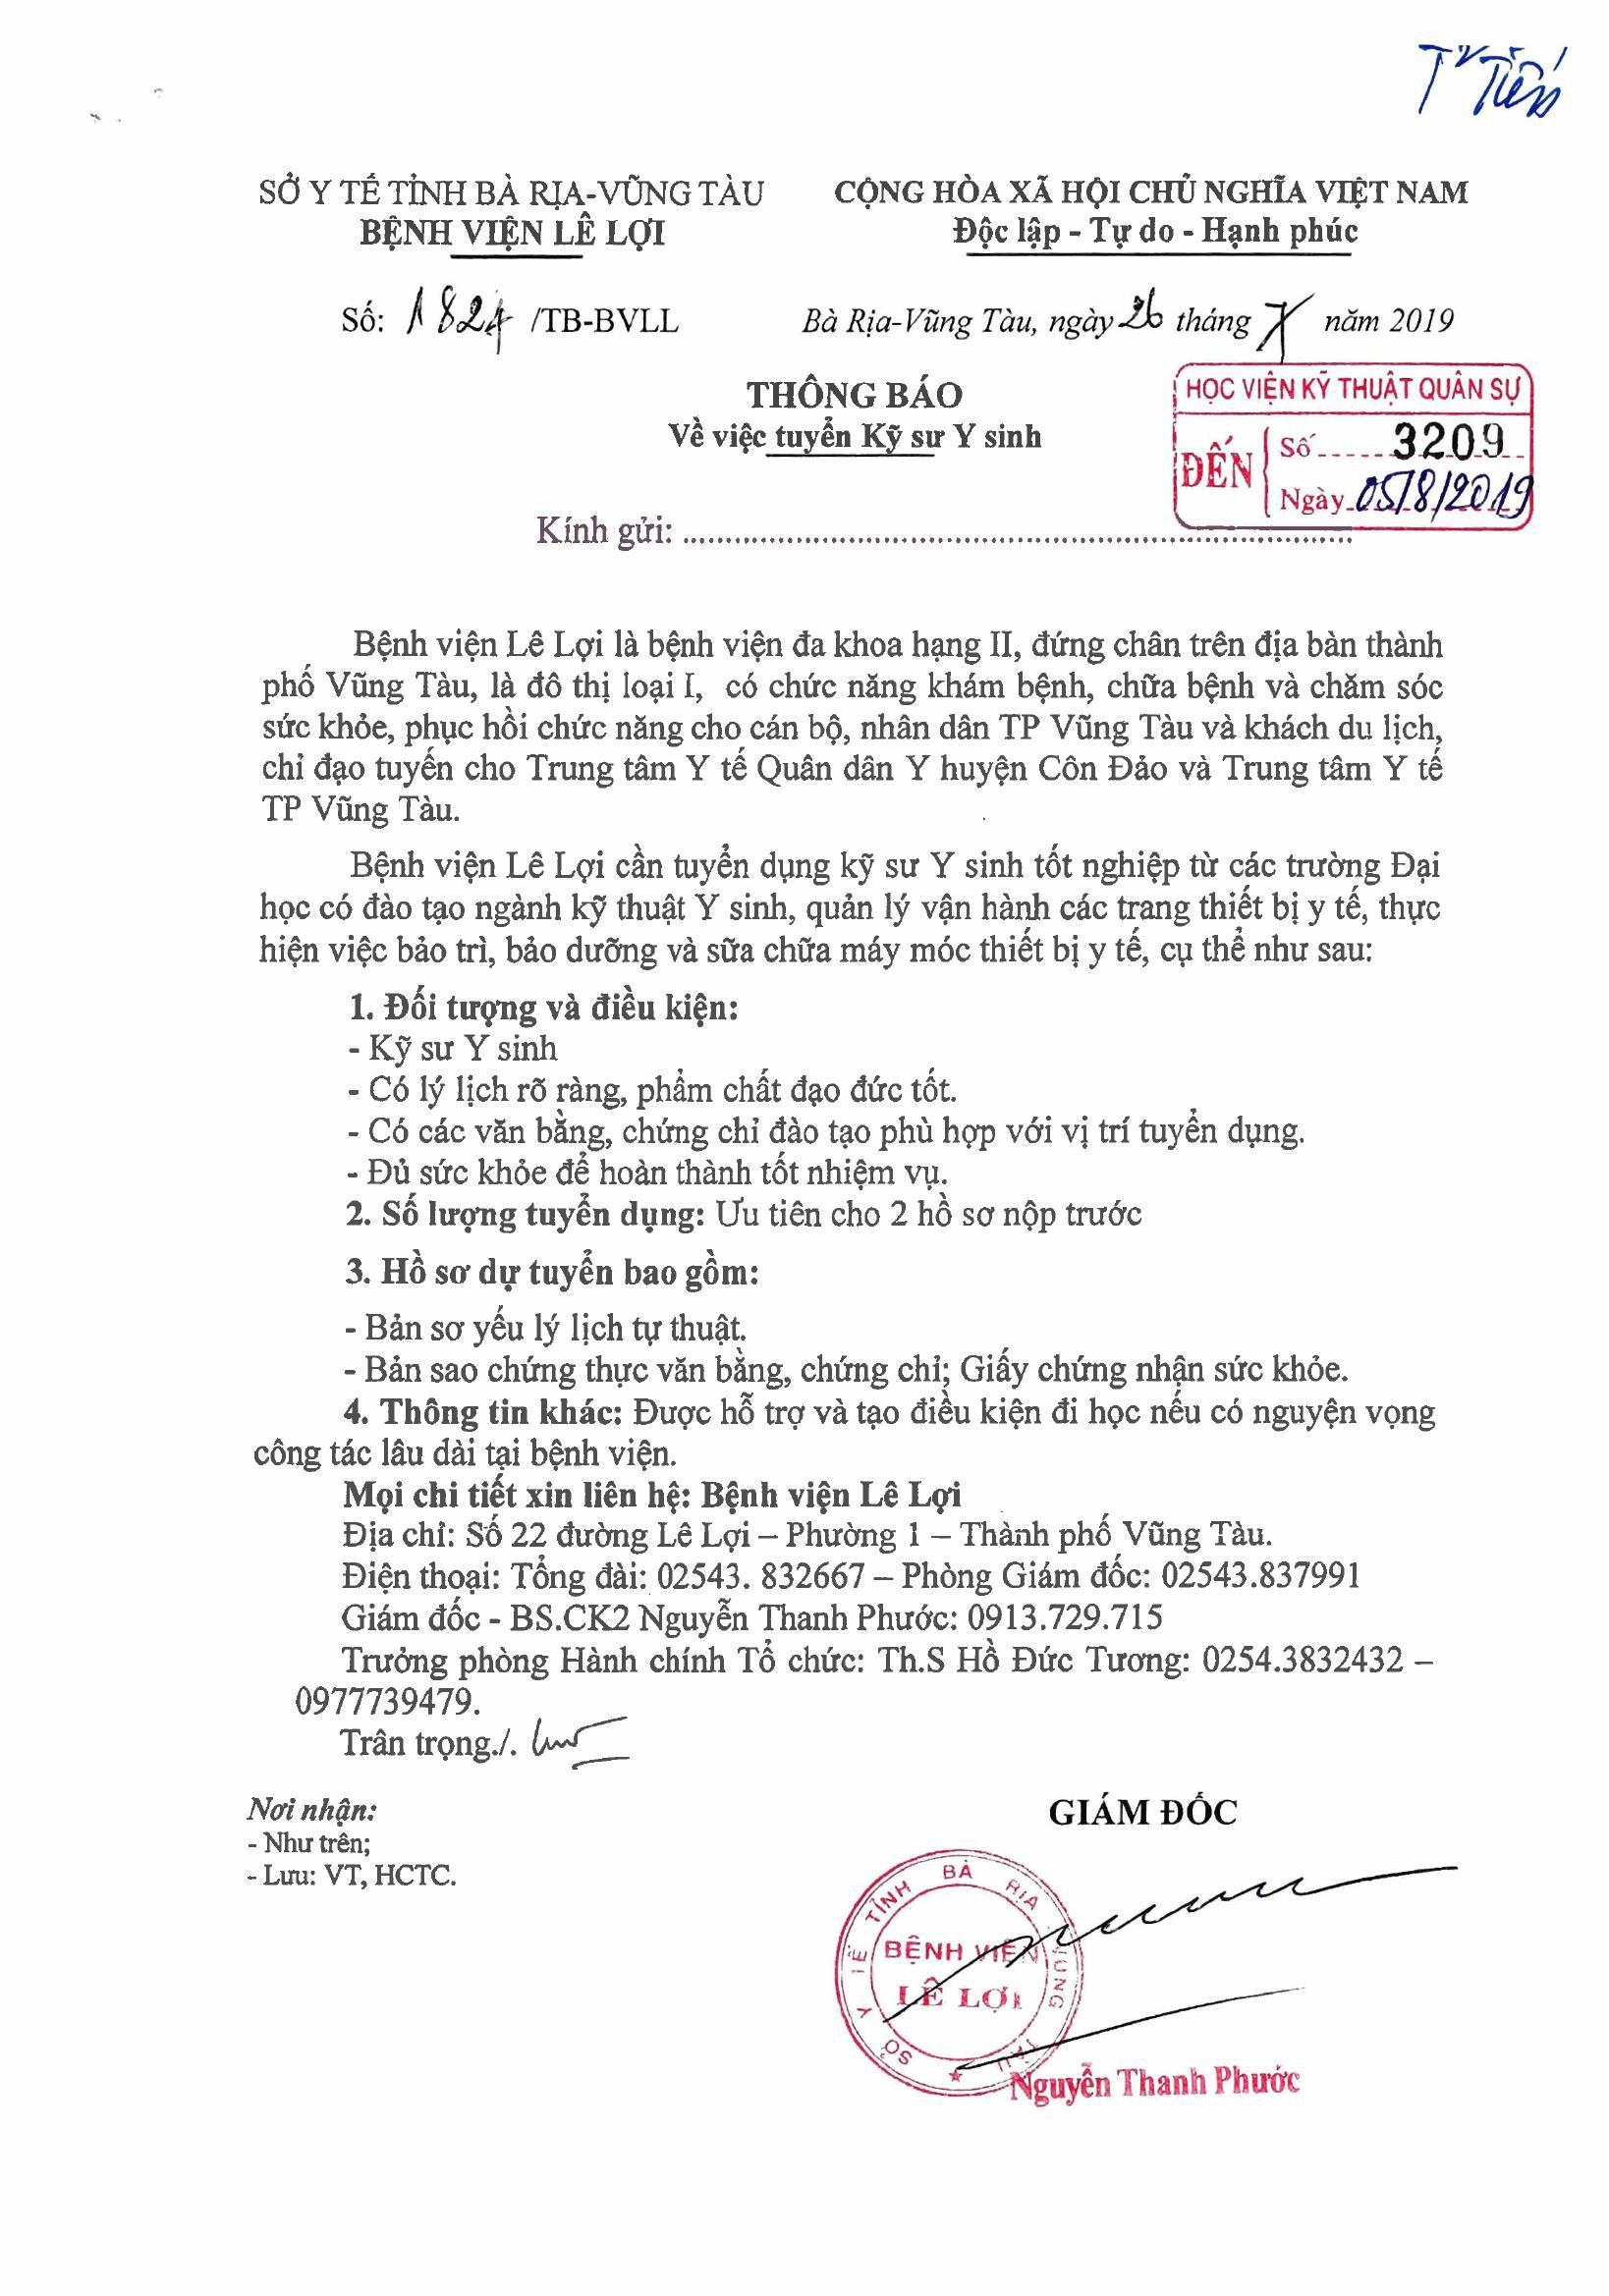 SỞ Y TẾ TỈNH BÀ RỊA-VŨNG TÀU
BỆNH VIỆN LÊ LỢI
CỘNG HÒA XÃ HỘI CHỦ NGHĨA VIỆT NAM
Độc lập - Tự do - Hạnh phúc
Số: 1824 /TB-BVLL
Bà Rịa-Vũng Tàu, ngày 26 tháng 7 năm 2019
THÔNG BÁO
Về việc tuyển Kỹ sư Y sinh
HỌC VIỆN KỸ THUẬT QUÂN SỰ
ĐẾN
Số 3209
Ngày 05/8/2019
Kính gửi:
Bệnh viện Lê Lợi là bệnh viện đa khoa hạng II, đứng chân trên địa bàn thành
phố Vũng Tàu, là đô thị loại I, có chức năng khám bệnh, chữa bệnh và chăm sóc
sức khỏe, phục hồi chức năng cho cán bộ, nhân dân TP Vũng Tàu và khách du lịch,
chỉ đạo tuyến cho Trung tâm Y tế Quân dân Y huyện Côn Đảo và Trung tâm Y tế
TP Vũng Tàu.
Bệnh viện Lê Lợi cần tuyển dụng kỹ sư Y sinh tốt nghiệp từ các trường Đại
học có đào tạo ngành kỹ thuật Y sinh, quản lý vận hành các trang thiết bị y tế, thực
hiện việc bảo trì, bảo dưỡng và sữa chữa máy móc thiết bị y tế, cụ thể như sau:
1. Đối tượng và điều kiện:
- Kỹ sư Y sinh
- Có lý lịch rõ ràng, phẩm chất đạo đức tốt.
- Có các văn bằng, chứng chỉ đào tạo phù hợp với vị trí tuyển dụng.
- Đủ sức khỏe để hoàn thành tốt nhiệm vụ.
2. Số lượng tuyển dụng: Ưu tiên cho 2 hồ sơ nộp trước
3. Hồ sơ dự tuyển bao gồm:
- Bản sơ yếu lý lịch tự thuật.
- Bản sao chứng thực văn bằng, chứng chỉ; Giấy chứng nhận sức khỏe.
4. Thông tin khác: Được hỗ trợ và tạo điều kiện đi học nếu có nguyện vọng
công tác lâu dài tại bệnh viện.
Mọi chi tiết xin liên hệ: Bệnh viện Lê Lợi
Địa chỉ: Số 22 đường Lê Lợi – Phường 1 – Thành phố Vũng Tàu.
Điện thoại: Tổng đài: 02543. 832667 – Phòng Giám đốc: 02543.837991
Giám đốc - BS.CK2 Nguyễn Thanh Phước: 0913.729.715
Trưởng phòng Hành chính Tổ chức: Th.S Hồ Đức Tương: 0254.3832432 –
0977739479.
Trân trọng./.
Nơi nhận:
- Như trên;
- Lưu: VT, HCTC.
GIÁM ĐỐC
SỞ Y TẾ TỈNH BÀ RỊA VŨNG TÀU
BỆNH VIỆN
LÊ LỢI
Nguyễn Thanh Phước